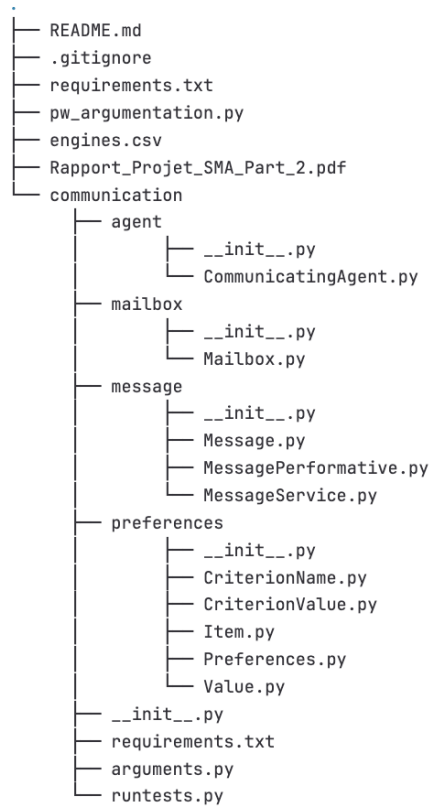 .
├── README.md
├── .gitignore
├── requirements.txt
├── pw_argumentation.py
├── engines.csv
├── Rapport_Projet_SMA_Part_2.pdf
└── communication
    ├── agent
    │       ├── __init__.py
    │       └── CommunicatingAgent.py
    ├── mailbox
    │       ├── __init__.py
    │       └── Mailbox.py
    ├── message
    │       ├── __init__.py
    │       ├── Message.py
    │       ├── MessagePerformative.py
    │       └── MessageService.py
    ├── preferences
    │       ├── __init__.py
    │       ├── CriterionName.py
    │       ├── CriterionValue.py
    │       ├── Item.py
    │       ├── Preferences.py
    │       └── Value.py
    ├── __init__.py
    ├── requirements.txt
    ├── arguments.py
    └── runtests.py